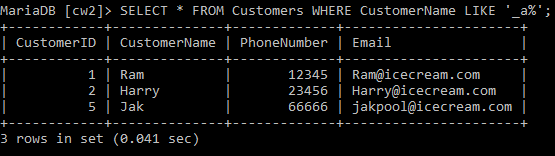 MariaDB [cw2]> SELECT * FROM Customers WHERE CustomerName LIKE '_a%';
+------------+--------------+-------------+----------------------+
| CustomerID | CustomerName | PhoneNumber | Email                |
+------------+--------------+-------------+----------------------+
|          1 | Ram          |       12345 | Ram@icecream.com     |
|          2 | Harry        |       23456 | Harry@icecream.com   |
|          5 | Jak          |       66666 | jakpool@icecream.com |
+------------+--------------+-------------+----------------------+
3 rows in set (0.041 sec)